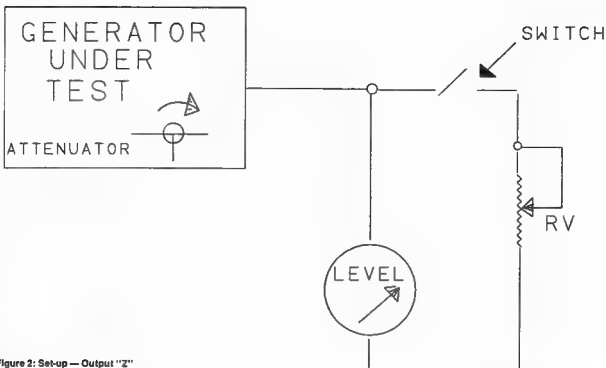 GENERATOR
UNDER
TEST
ATTENUATOR
SWITCH
RV
LEVEL
Figure 2: Set-up — Output "Z"